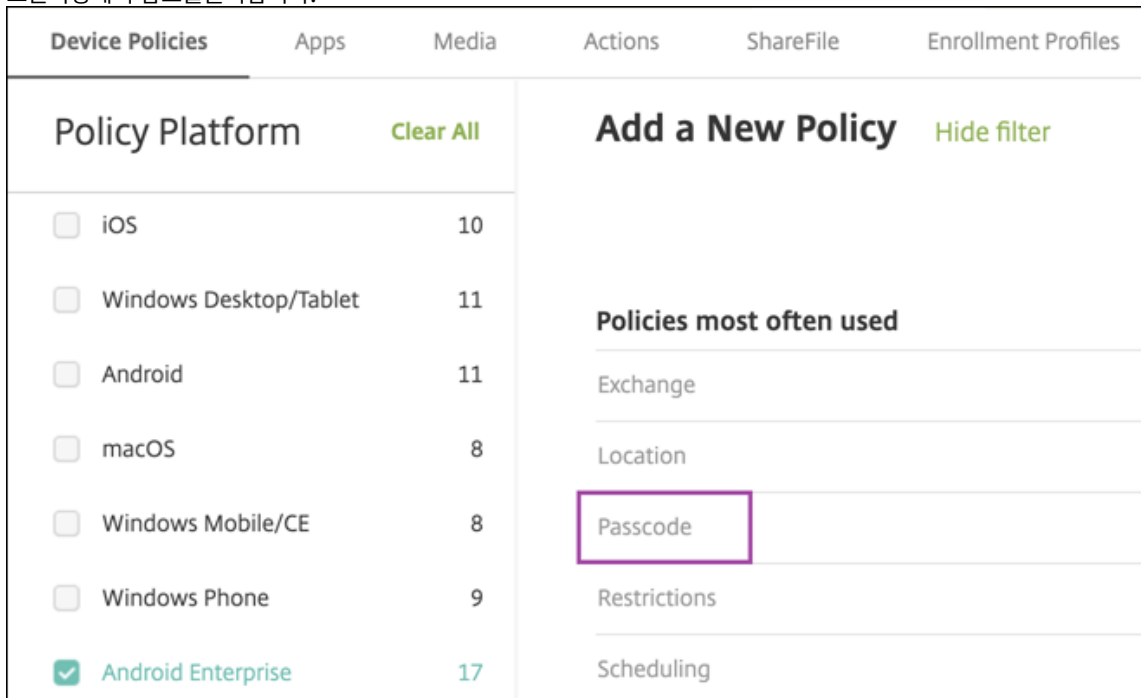 Device Policies Apps Media Actions ShareFile Enrollment Profiles
Policy Platform Clear All
iOS 10
Windows Desktop/Tablet 11
Android 11
macOS 8
Windows Mobile/CE 8
Windows Phone 9
Android Enterprise 17
Add a New Policy Hide filter
Policies most often used
Exchange
Location
Passcode
Restrictions
Scheduling